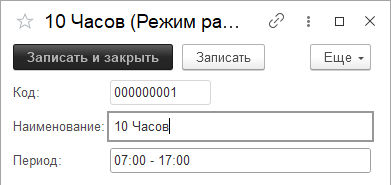 10 Часов (Режим ра...
Записать и закрыть Записать Еще
Код: 000000001
Наименование: 10 Часов
Период: 07:00 - 17:00